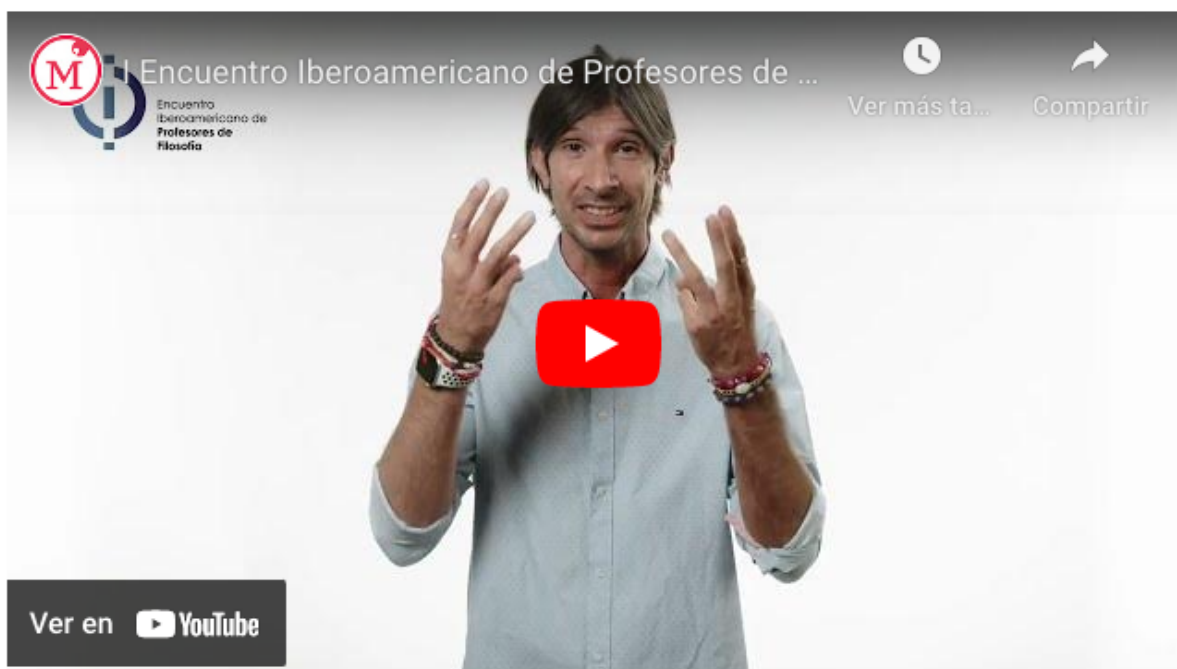 M
I Encuentro Iberoamericano de Profesores de ...
Ver más ta...
Compartir
Encuentro
Iberoamericano de
Profesores de
Filosofía
Ver en YouTube